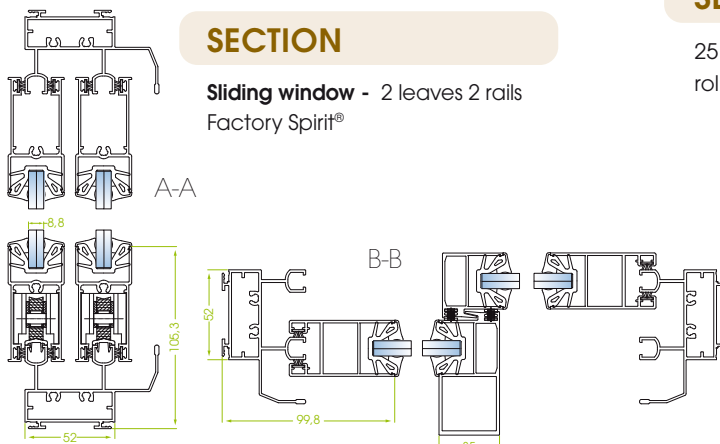 SECTION
Sliding window - 2 leaves 2 rails
Factory Spirit®
25
rol
A-A
8,8
B-B
52
105,3
99,8
52